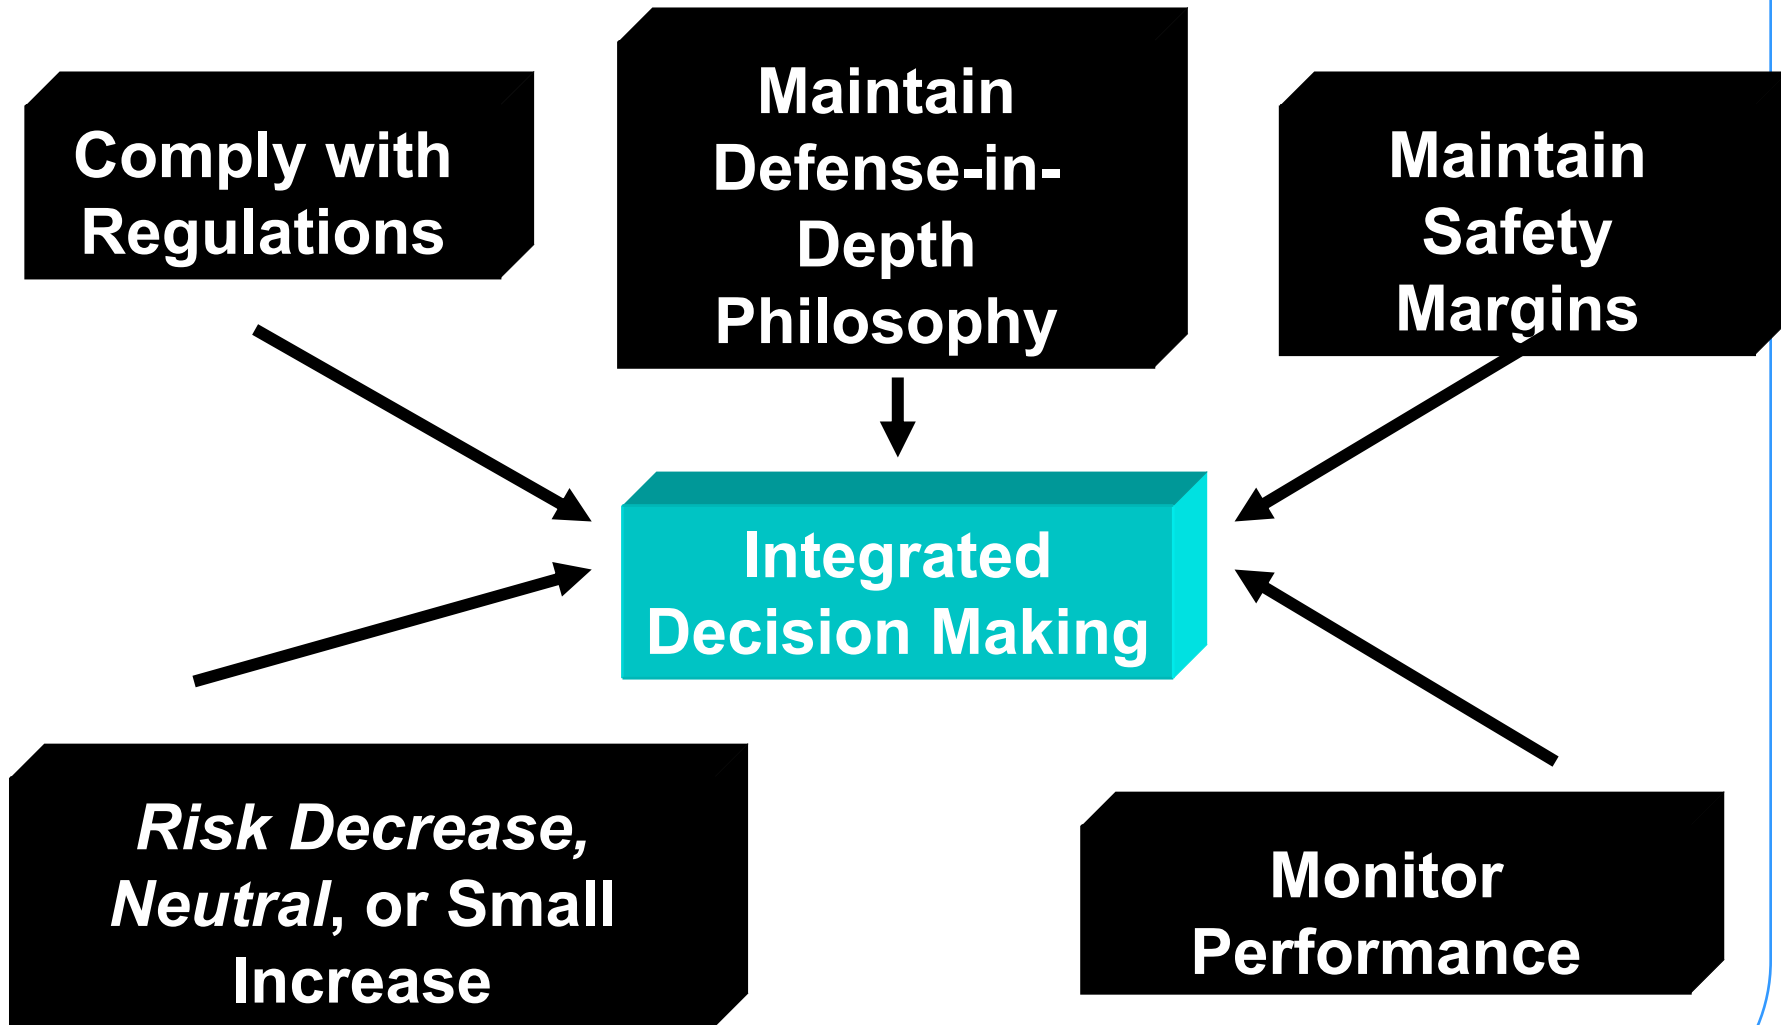 Comply with
Regulations
Maintain
Defense-in-
Depth
Philosophy
Maintain
Safety
Margins
Integrated
Decision Making
Risk Decrease,
Neutral, or Small
Increase
Monitor
Performance